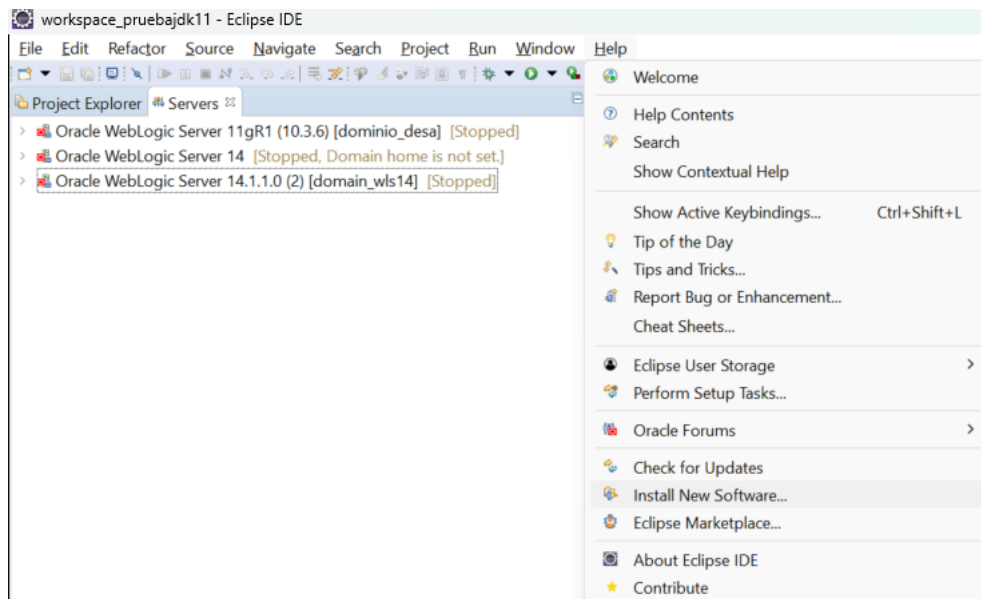 workspace_pruebajdk11 - Eclipse IDE
File Edit Refactor Source Navigate Search Project Run Window Help
Project Explorer Servers
Oracle WebLogic Server 11gR1 (10.3.6) [dominio_desa] [Stopped]
Oracle WebLogic Server 14 [Stopped, Domain home is not set.]
Oracle WebLogic Server 14.1.1.0 (2) [domain_wls14] [Stopped]
Welcome
Help Contents
Search
Show Contextual Help
Show Active Keybindings... Ctrl+Shift+L
Tip of the Day
Tips and Tricks...
Report Bug or Enhancement...
Cheat Sheets...
Eclipse User Storage
Perform Setup Tasks...
Oracle Forums
Check for Updates
Install New Software...
Eclipse Marketplace...
About Eclipse IDE
Contribute